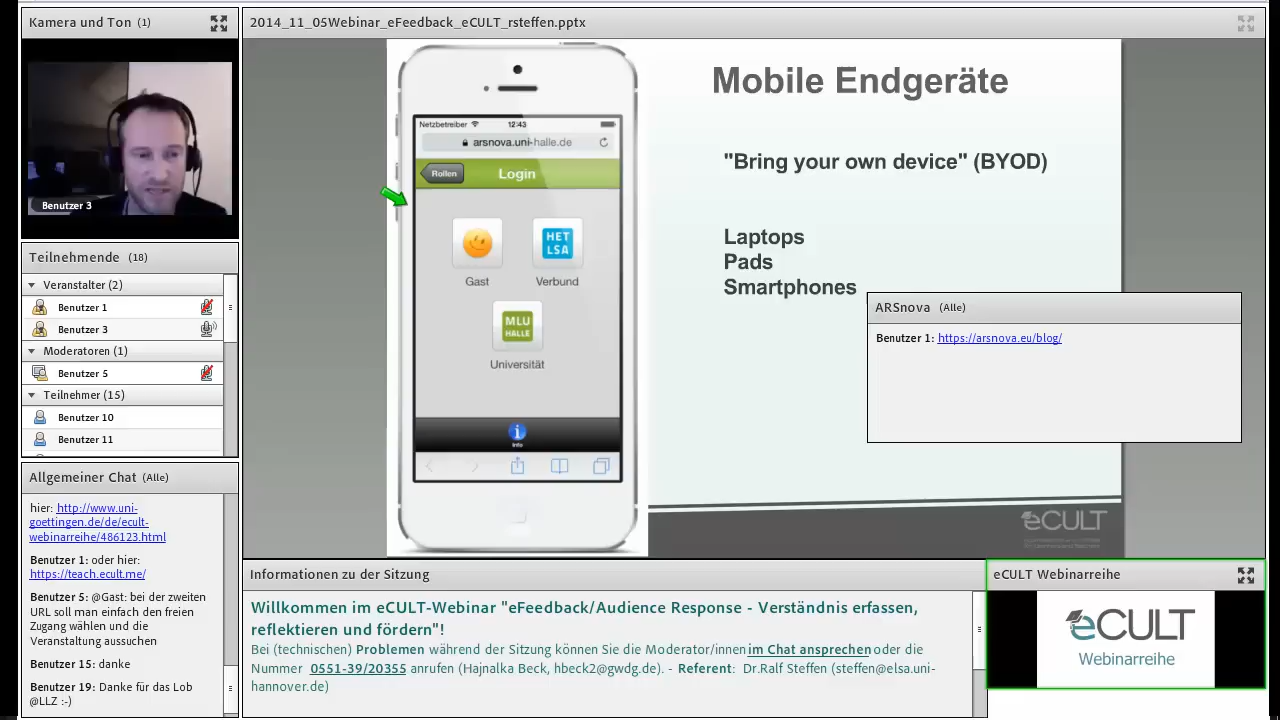 Kamera und Ton (1)
Benutzer 3
Teilnehmende (18)
Veranstalter (2)
Benutzer 1
Benutzer 3
Moderatoren (1)
Benutzer 5
Teilnehmer (15)
Benutzer 10
Benutzer 11
Allgemeiner Chat (Alle)
hier: http://www.uni-
goettingen.de/de/ecult-
webinarreihe/486123.html
Benutzer 1: oder hier:
https://teach.ecult.me/
Benutzer 5: @Gast: bei der zweiten
URL soll man einfach den freien
Zugang wählen und die
Veranstaltung aussuchen
Benutzer 15: danke
Benutzer 19: Danke für das Lob
@LLZ :-)
2014_11_05Webinar_eFeedback_eCULT_rsteffen.pptx
Netzbetreiber 12:43
arsnova.uni-halle.de
Rollen Login
HET
LSA
Gast Verbund
MLU
HALLE
Universität
Info
Mobile Endgeräte
"Bring your own device" (BYOD)
Laptops
Pads
Smartphones
ARSnova (Alle)
Benutzer 1: https://arsnova.eu/blog/
eCULT
Informationen zu der Sitzung
Willkommen im eCULT-Webinar "eFeedback/Audience Response - Verständnis erfassen,
reflektieren und fördern"!
Bei (technischen) Problemen während der Sitzung können Sie die Moderator/innen im Chat ansprechen oder die
Nummer 0551-39/20355 anrufen (Hajnalka Beck, hbeck2@gwdg.de). - Referent: Dr.Ralf Steffen (steffen@elsa.uni-
hannover.de)
eCULT Webinarreihe
eCULT
Webinarreihe